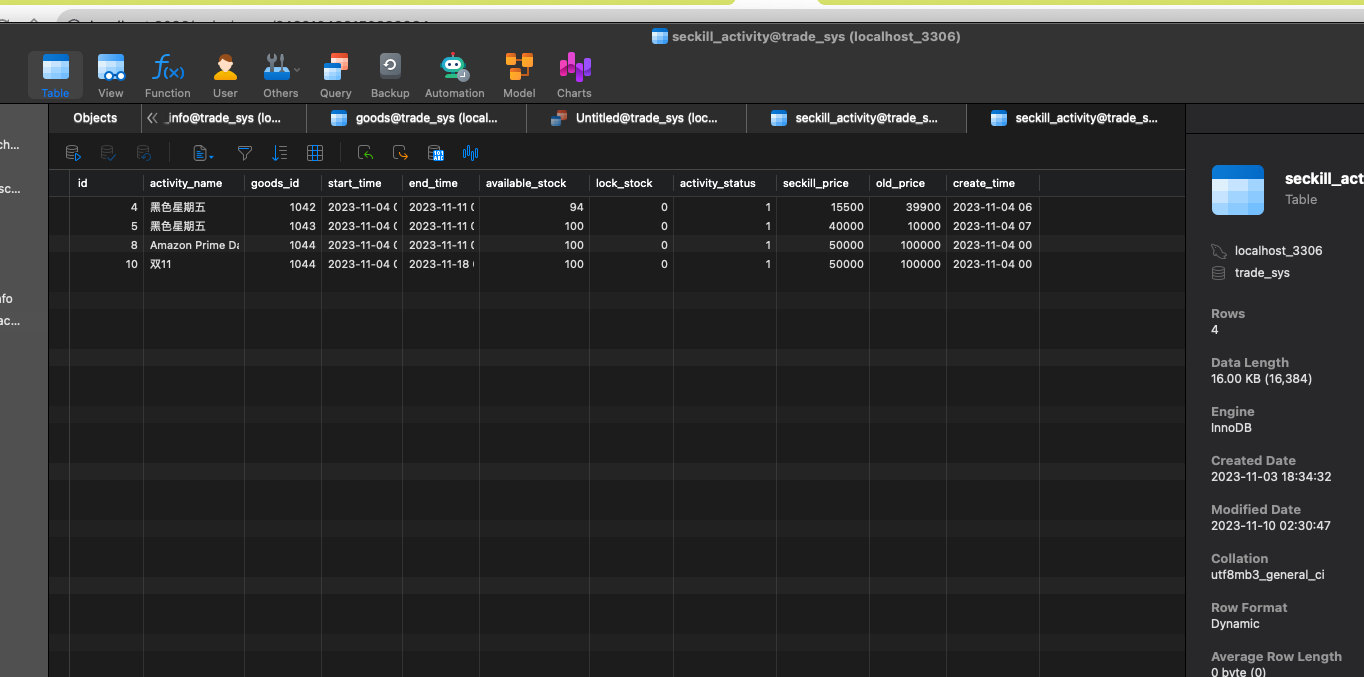 seckill_activity@trade_sys (localhost_3306)
Table View Function User Others Query Backup Automation Model Charts
Objects _info@trade_sys (lo... goods@trade_sys (local... Untitled@trade_sys (loc... seckill_activity@trade_s... seckill_activity@trade_s...
id activity_name goods_id start_time end_time available_stock lock_stock activity_status seckill_price old_price create_time
4 黑色星期五 1042 2023-11-04 2023-11-11 94 0 1 15500 39900 2023-11-04 06
5 黑色星期五 1043 2023-11-04 2023-11-11 100 0 1 40000 10000 2023-11-04 07
8 Amazon Prime Da 1044 2023-11-04 2023-11-11 100 0 1 50000 100000 2023-11-04 00
10 双11 1044 2023-11-04 2023-11-18 100 0 1 50000 100000 2023-11-04 00
ch...
sc...
nfo
ac...
seckill_act
Table
localhost_3306
trade_sys
Rows
4
Data Length
16.00 KB (16,384)
Engine
InnoDB
Created Date
2023-11-03 18:34:32
Modified Date
2023-11-10 02:30:47
Collation
utf8mb3_general_ci
Row Format
Dynamic
Average Row Length
0 byte (0)